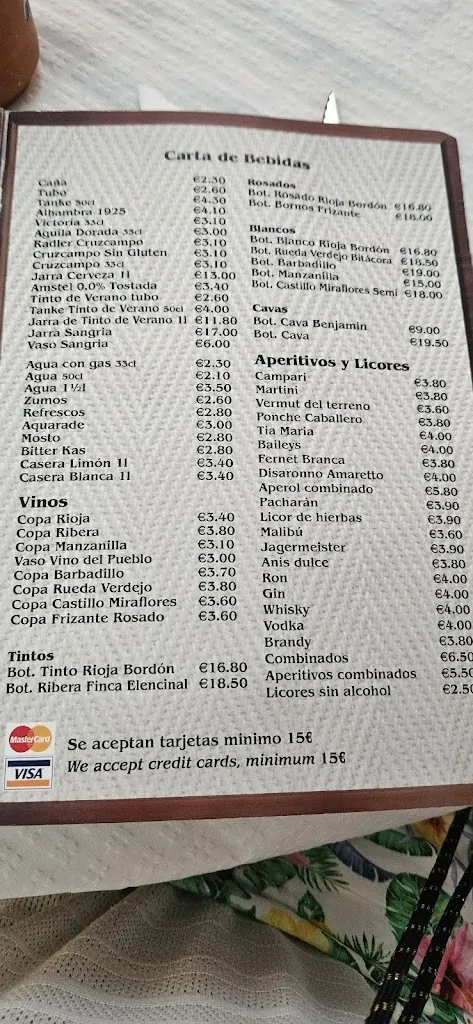 Carta de Bebidas
Caña €2.30
Tubo €2.60
Tanke 50cl €4.30
Alhambra 1925 €4.10
Victoria 33cl €3.10
Aguila Dorada 33cl €3.00
Radler Cruzcampo €3.10
Cruzcampo Sin Gluten €3.10
Cruzcampo 33cl €3.10
Jarra Cerveza 1l €13.00
Amstel 0,0% Tostada €3.40
Tinto de Verano tubo €2.60
Tanke Tinto de Verano 50cl €4.00
Jarra de Tinto de Verano 1l €11.80
Jarra Sangria €17.00
Vaso Sangria €6.00
Agua con gas 33cl €2.30
Agua 50cl €2.10
Agua 1½l €3.50
Zumos €2.60
Refrescos €2.80
Aquarade €3.00
Mosto €2.80
Bitter Kas €2.80
Casera Limón 1l €3.40
Casera Blanca 1l €3.40
Vinos
Copa Rioja €3.40
Copa Ribera €3.80
Copa Manzanilla €3.10
Vaso Vino del Pueblo €3.00
Copa Barbadillo €3.70
Copa Rueda Verdejo €3.80
Copa Castillo Miraflores €3.60
Copa Frizante Rosado €3.60
Tintos
Bot. Tinto Rioja Bordón €16.80
Bot. Ribera Finca Elencinal €18.50
Rosados
Bot. Rosado Rioja Bordón €16.80
Bot. Bornos Frizante €18.00
Blancos
Bot. Blanco Rioja Bordón €16.80
Bot. Rueda Verdejo Bitácora €18.50
Bot. Barbadillo €19.00
Bot. Manzanilla €15.00
Bot. Castillo Miraflores Semi €18.00
Cavas
Bot. Cava Benjamin €9.00
Bot. Cava €19.50
Aperitivos y Licores
Campari €3.80
Martini €3.80
Vermut del terreno €3.60
Ponche Caballero €3.80
Tia Maria €4.00
Baileys €4.00
Fernet Branca €3.80
Disaronno Amaretto €4.00
Aperol combinado €5.80
Pacharán €3.90
Licor de hierbas €3.90
Malibú €3.60
Jagermeister €3.90
Anis dulce €3.80
Ron €4.00
Gin €4.00
Whisky €4.00
Vodka €4.00
Brandy €3.80
Combinados €6.50
Aperitivos combinados €5.50
Licores sin alcohol €2.50
MasterCard
VISA
Se aceptan tarjetas minimo 15€
We accept credit cards, minimum 15€